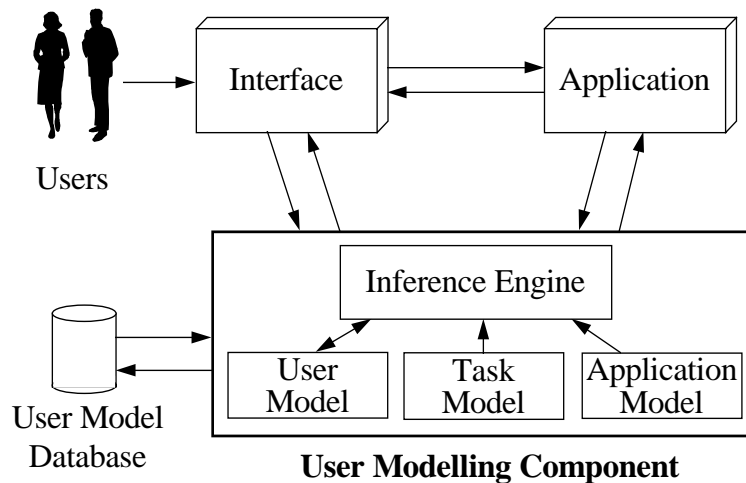 Interface
Application
Users
Inference Engine
User
Model
Task
Model
Application
Model
User Model
Database
User Modelling Component